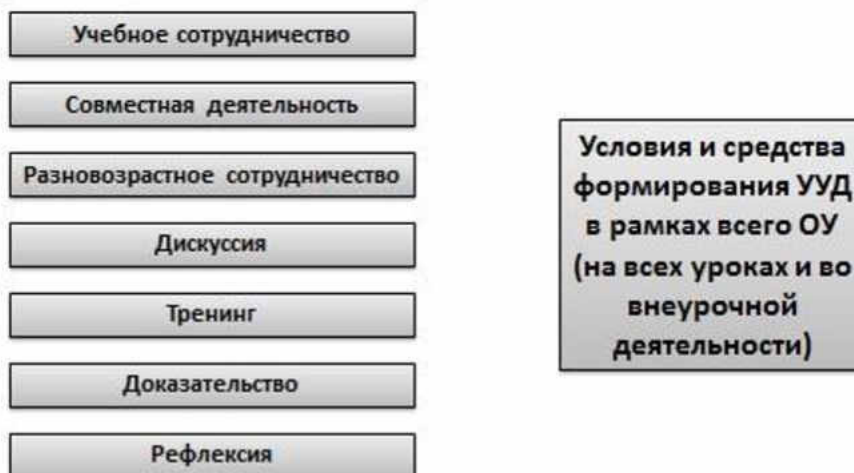 Учебное сотрудничество
Совместная деятельность
Разновозрастное сотрудничество
Дискуссия
Тренинг
Доказательство
Рефлексия
Условия и средства
формирования УУД
в рамках всего ОУ
(на всех уроках и во
внеурочной
деятельности)